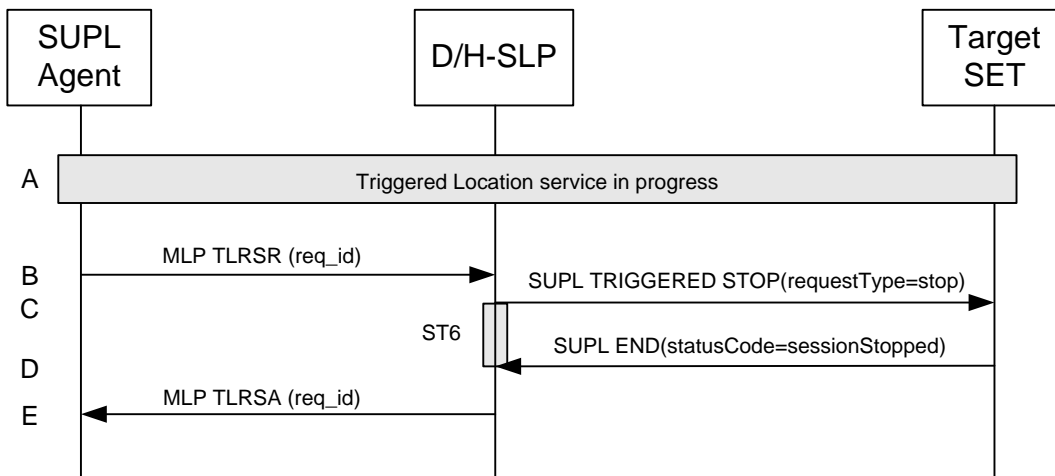 SUPL
Agent
D/H-SLP
Target
SET
A
Triggered Location service in progress
MLP TLRSR (req_id)
B
SUPL TRIGGERED STOP(requestType=stop)
C
ST6
SUPL END(statusCode=sessionStopped)
D
MLP TLRSA (req_id)
E